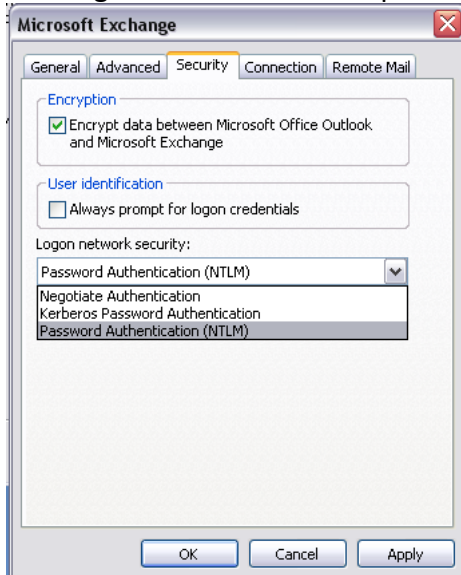 Microsoft Exchange
General Advanced Security Connection Remote Mail
Encryption
Encrypt data between Microsoft Office Outlook
and Microsoft Exchange
User identification
Always prompt for logon credentials
Logon network security:
Password Authentication (NTLM)
Negotiate Authentication
Kerberos Password Authentication
Password Authentication (NTLM)
OK Cancel Apply